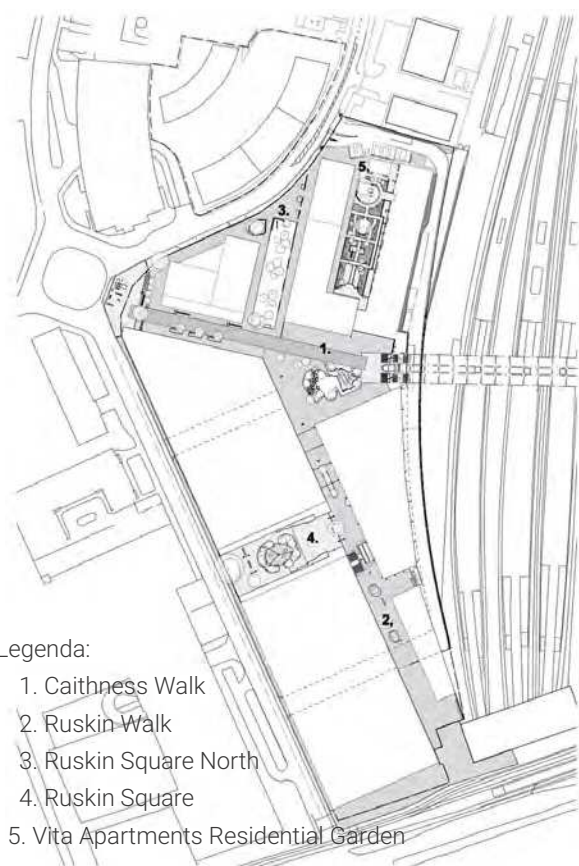 5.
3.
1.
4.
2,
Legenda:
1. Caithness Walk
2. Ruskin Walk
3. Ruskin Square North
4. Ruskin Square
5. Vita Apartments Residential Garden